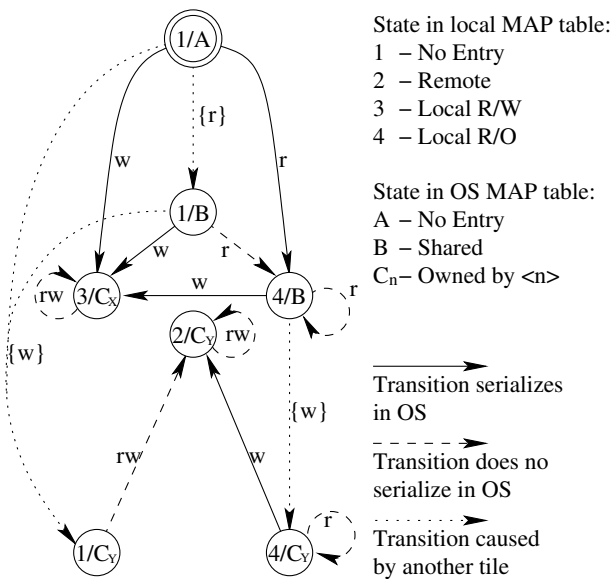 1/A
State in local MAP table:
1 – No Entry
2 – Remote
3 – Local R/W
4 – Local R/O
{r}
w
r
State in OS MAP table:
A – No Entry
B – Shared
Cn – Owned by <n>
1/B
w
r
rw
3/CX
w
4/B
r
2/CY
rw
{w}
{w}
Transition serializes
in OS
rw
w
Transition does no
serialize in OS
r
1/CY
4/CY
Transition caused
by another tile